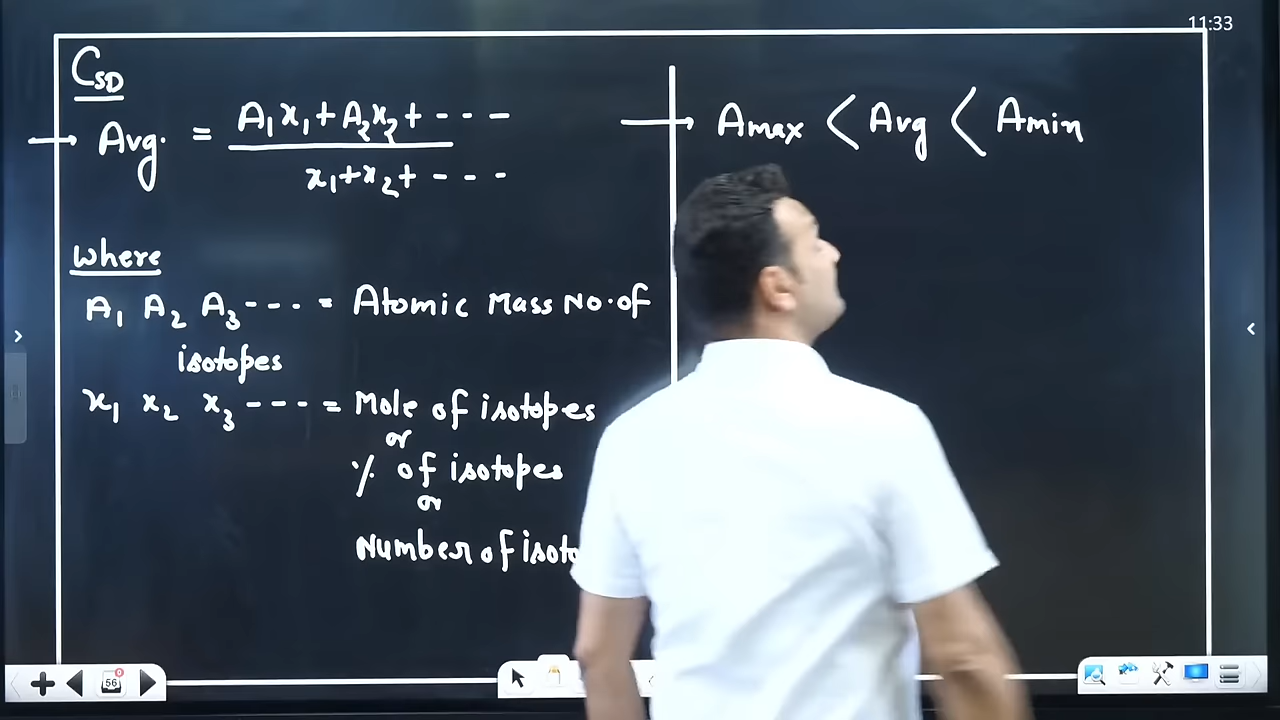 11:33
CSD
→ Avg. = A₁x₁ + A₂x₂ + - - -
x₁ + x₂ + - - -
where
A₁ A₂ A₃ - - - = Atomic Mass No. of
isotopes
x₁ x₂ x₃ - - - = Mole of isotopes
or
% of isotopes
or
Number of
→ Amax < Avg < Amin
56
0